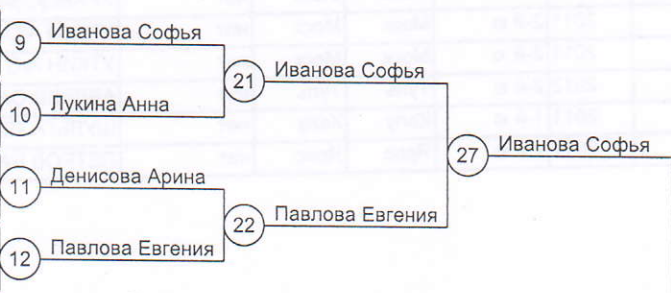 9 Иванова Софья
21 Иванова Софья
10 Лукина Анна
27 Иванова Софья
11 Денисова Арина
22 Павлова Евгения
12 Павлова Евгения